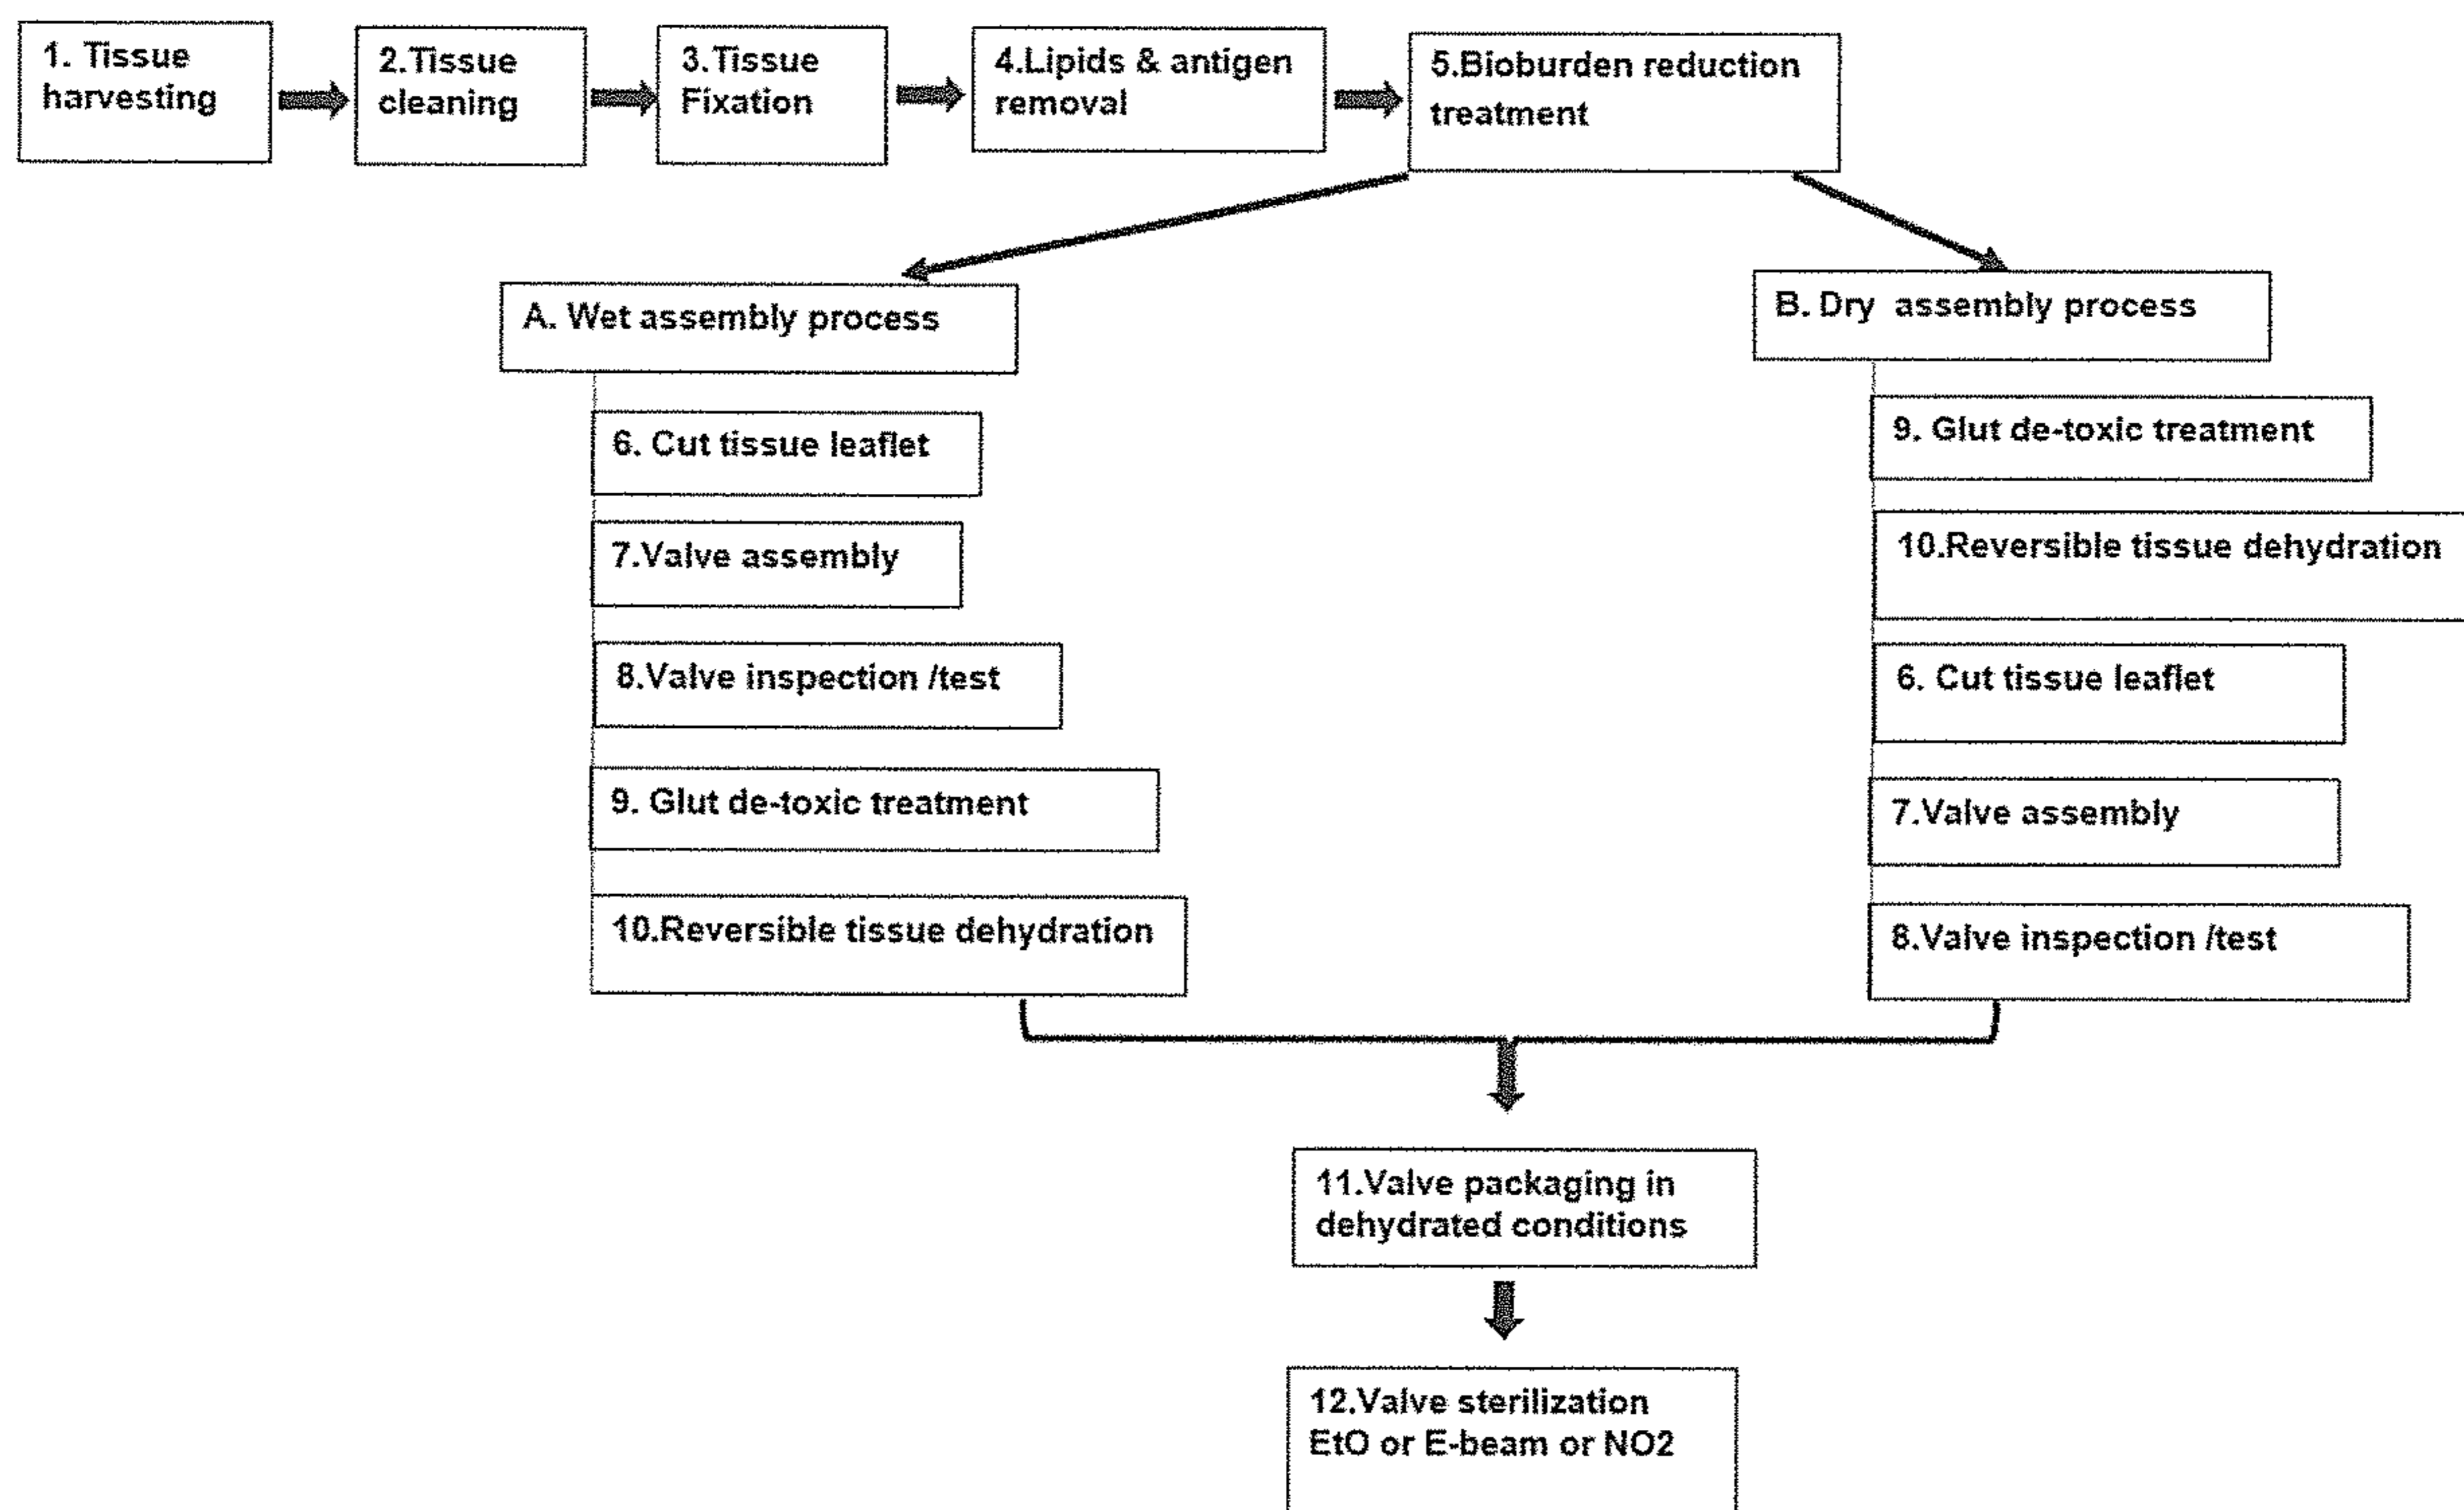 1. Tissue
harvesting
2.Tissue
cleaning
3.Tissue
Fixation
4.Lipids & antigen
removal
5.Bioburden reduction
treatment
A. Wet assembly process
6. Cut tissue leaflet
7.Valve assembly
8.Valve inspection /test
9. Glut de-toxic treatment
10.Reversible tissue dehydration
B. Dry  assembly process
9. Glut de-toxic treatment
10.Reversible tissue dehydration
6. Cut tissue leaflet
7.Valve assembly
8.Valve inspection /test
11.Valve packaging in
dehydrated conditions
12.Valve sterilization
EtO or E-beam or NO2